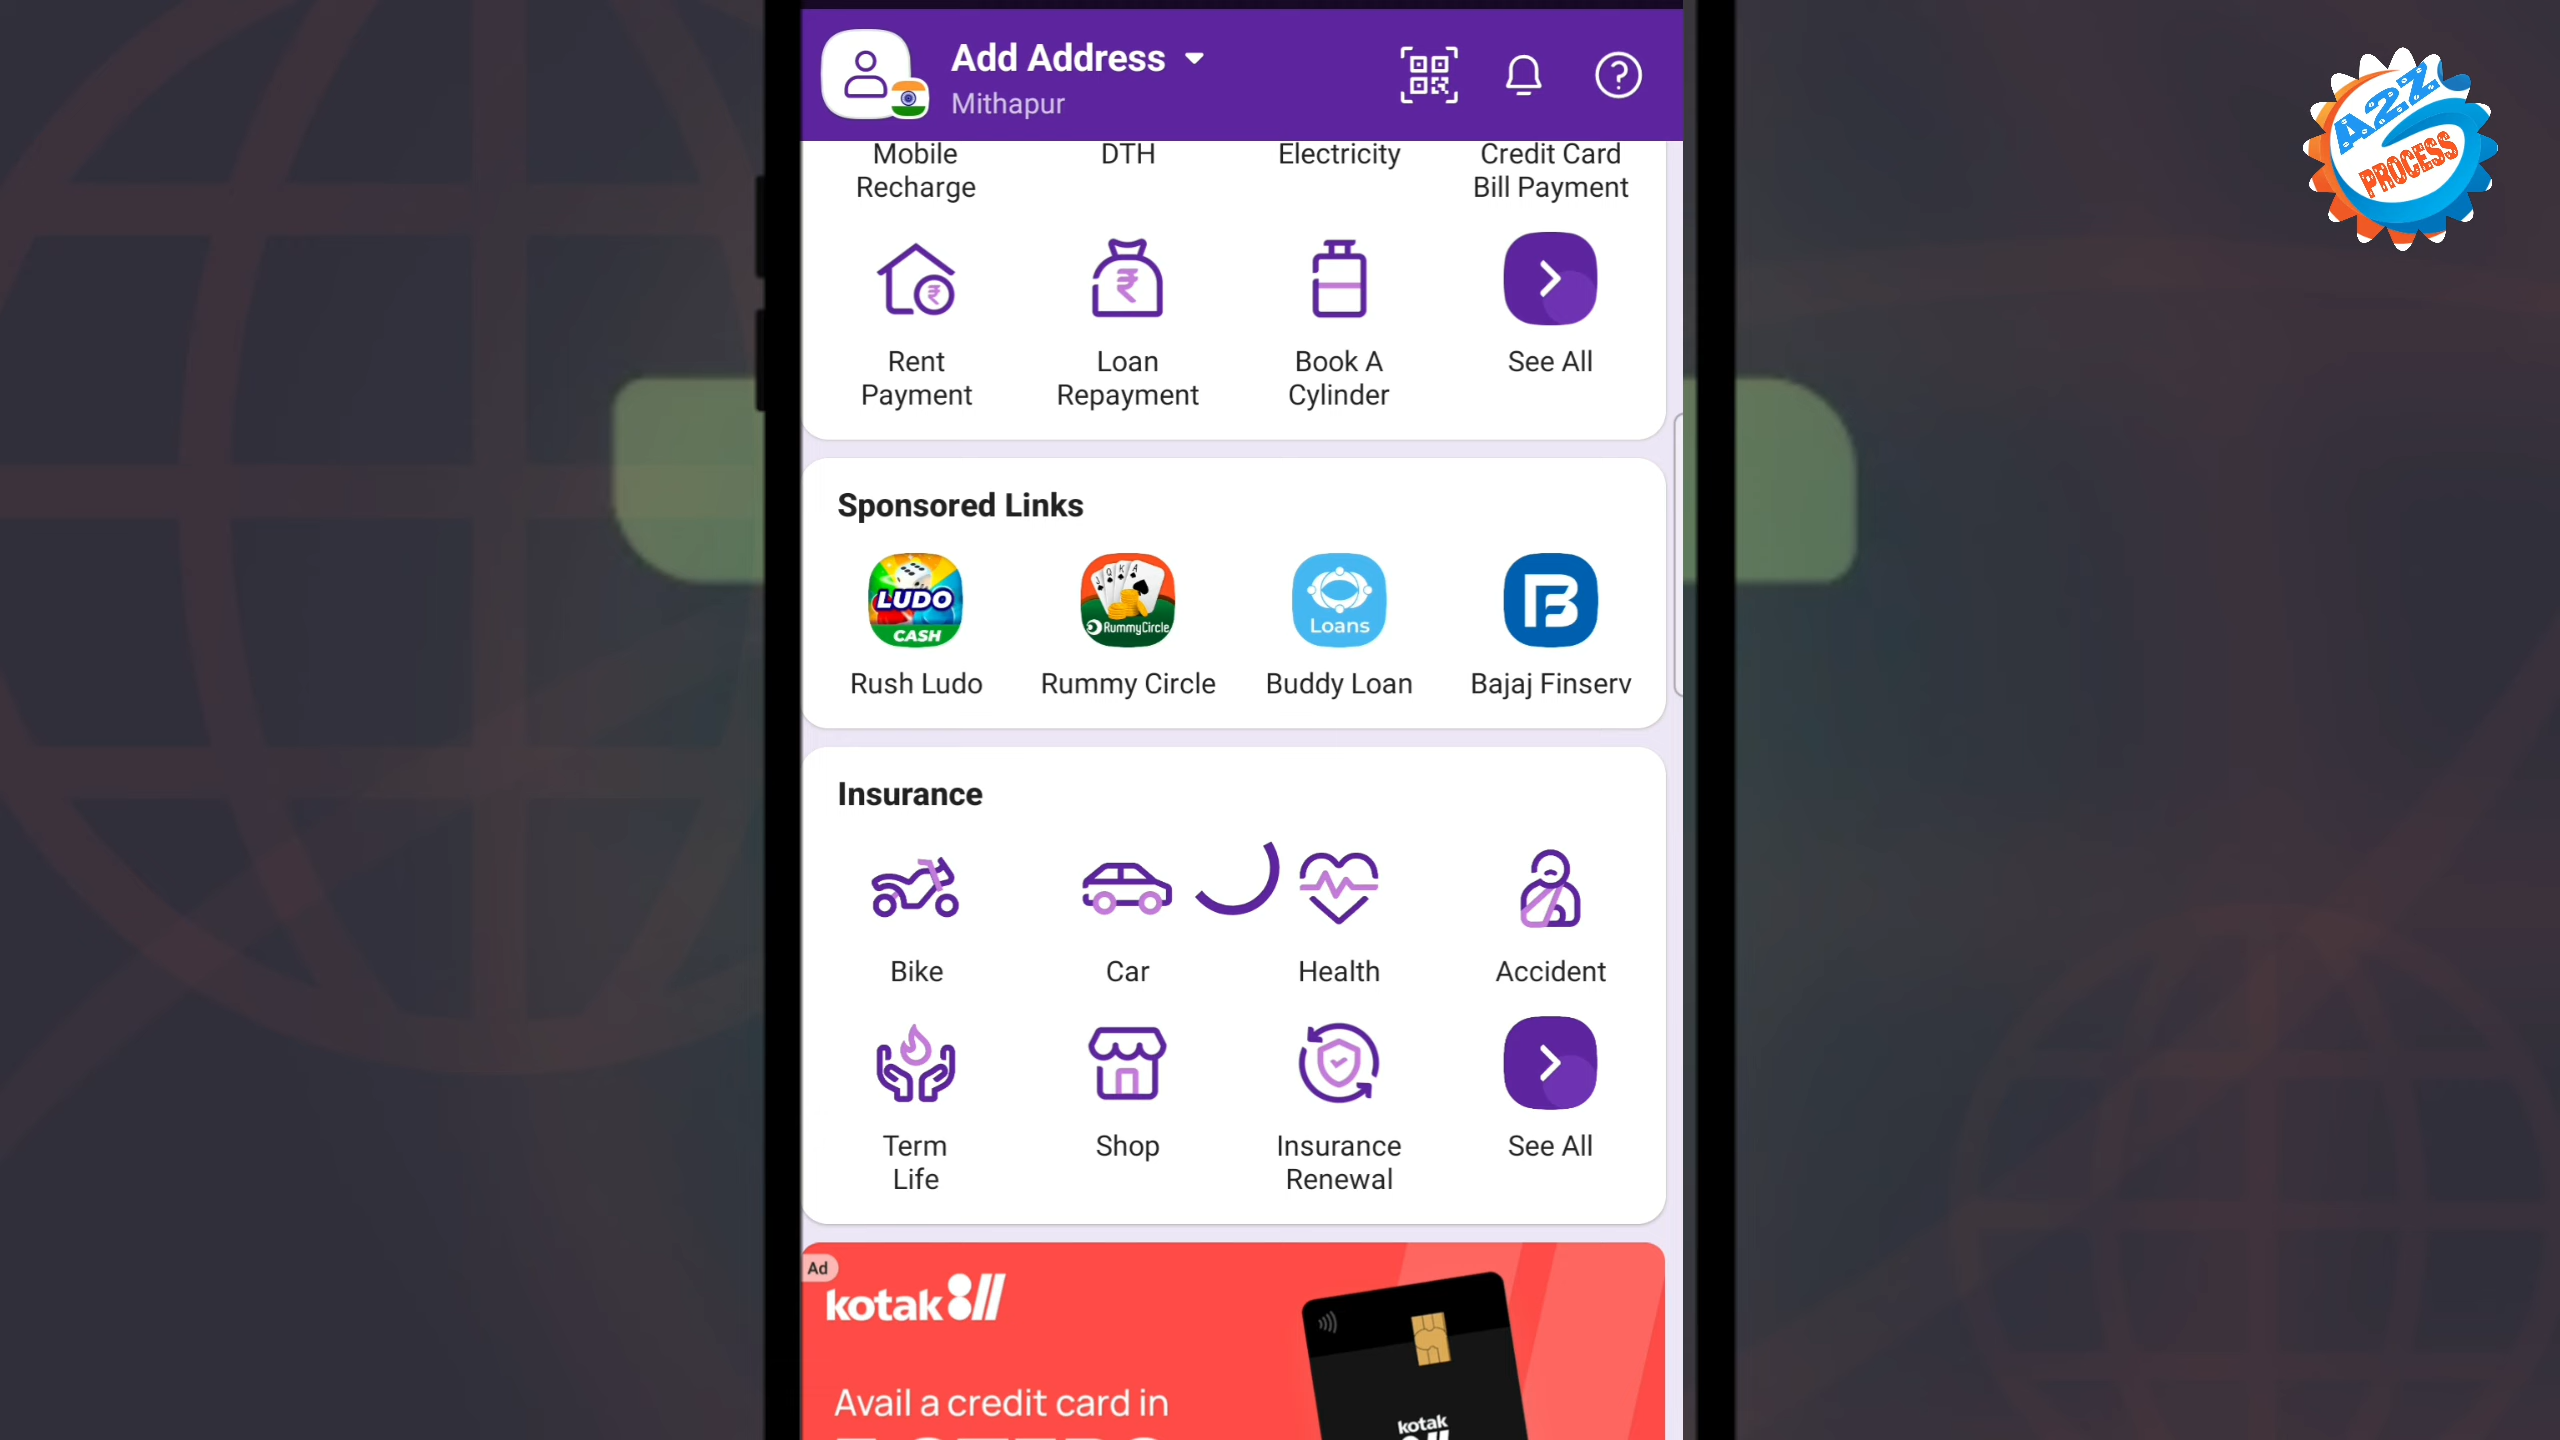 Add Address
Mithapur
A2Z
PROCESS
Mobile
Recharge
DTH
Electricity
Credit Card
Bill Payment
Rent
Payment
Loan
Repayment
Book A
Cylinder
See All
Sponsored Links
LUDO
CASH
J Q K A
RummyCircle
Loans
Rush Ludo
Rummy Circle
Buddy Loan
Bajaj Finserv
Insurance
Bike
Car
Health
Accident
Term
Life
Shop
Insurance
Renewal
See All
Ad
kotak811
Avail a credit card in
kotak